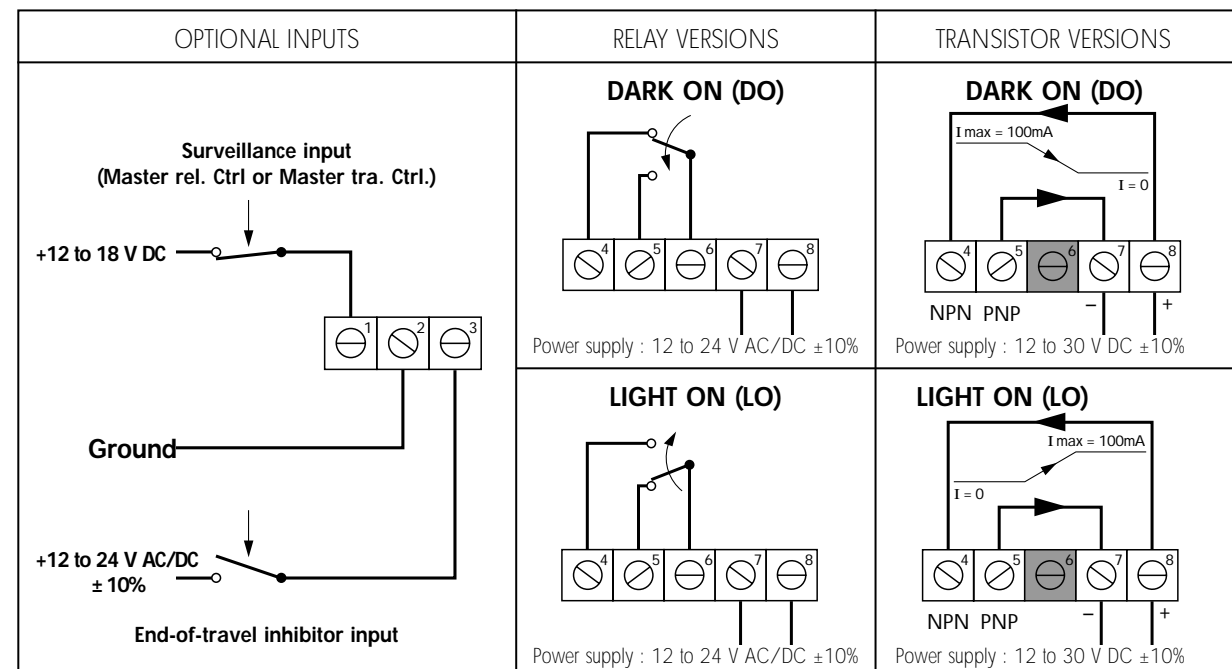 OPTIONAL INPUTS
Surveillance input
(Master rel. Ctrl or Master tra. Ctrl.)
+12 to 18 V DC
1 2 3
Ground
+12 to 24 V AC/DC
± 10%
End-of-travel inhibitor input
RELAY VERSIONS
DARK ON (DO)
4 5 6 7 8
Power supply : 12 to 24 V AC/DC ±10%
LIGHT ON (LO)
4 5 6 7 8
Power supply : 12 to 24 V AC/DC ±10%
TRANSISTOR VERSIONS
DARK ON (DO)
I max = 100mA
I = 0
4 5 6 7 8
NPN PNP – +
Power supply : 12 to 30 V DC ±10%
LIGHT ON (LO)
I max = 100mA
I = 0
4 5 6 7 8
NPN PNP – +
Power supply : 12 to 30 V DC ±10%